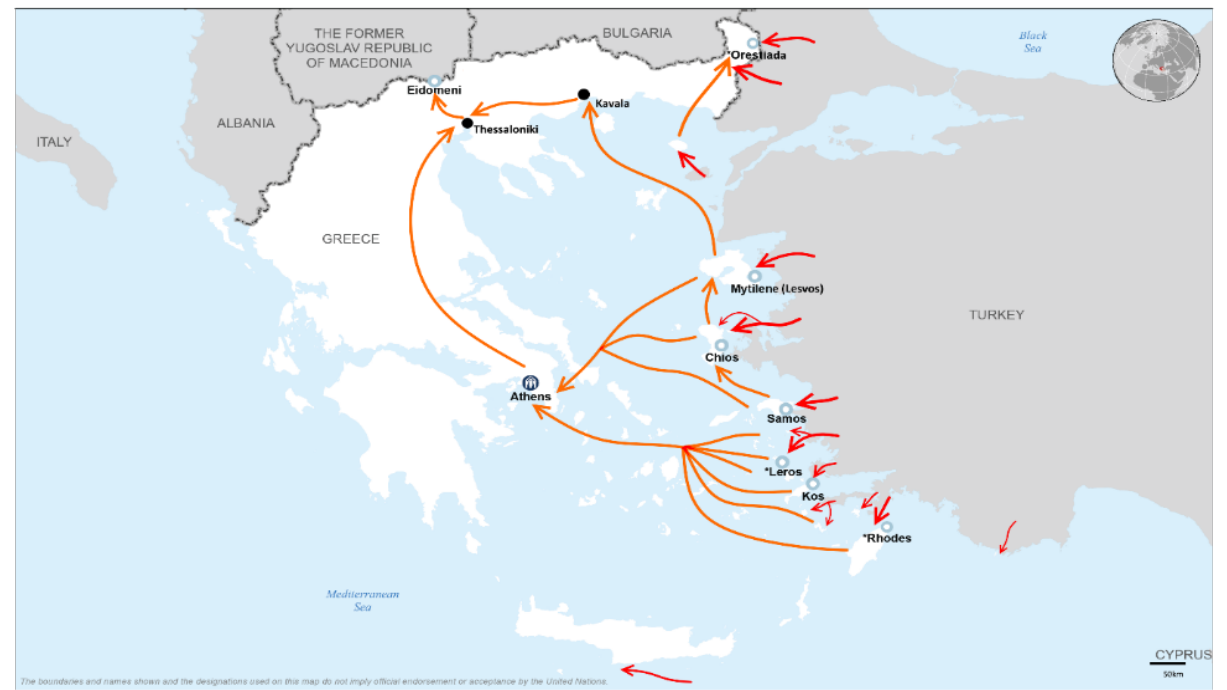 THE FORMER
YUGOSLAV REPUBLIC
OF MACEDONIA
BULGARIA
Black
Sea
*Orestiada
Eidomeni
Kavala
ALBANIA
Thessaloniki
ITALY
GREECE
Mytilene (Lesvos)
TURKEY
Chios
Athens
Samos
*Leros
Kos
*Rhodes
Mediterranean
Sea
CYPRUS
50km
The boundaries and names shown and the designations used on this map do not imply official endorsement or acceptance by the United Nations.